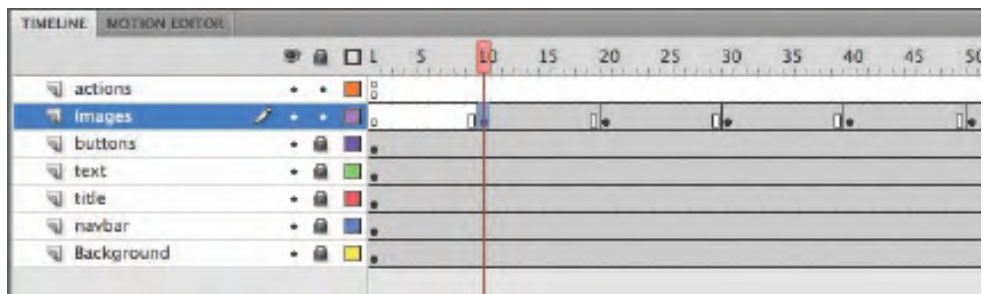 TIMELINE MOTION EDITOR
1 5 10 15 20 25 30 35 40 45 50
actions
images
buttons
text
title
navbar
Background